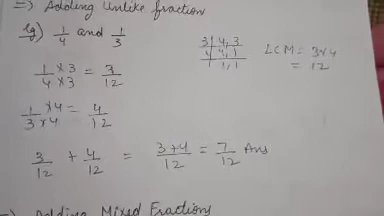 => Adding Unlike fraction
Eg) 1/4 and 1/3
3|4, 3 LCM = 3×4
4|4, 1 = 12
|1, 1
1/4 ×3/×3 = 3/12
1/3 ×4/×4 = 4/12
3/12 + 4/12 = 3+4/12 = 7/12 Ans
=> Adding Mixed Fractions